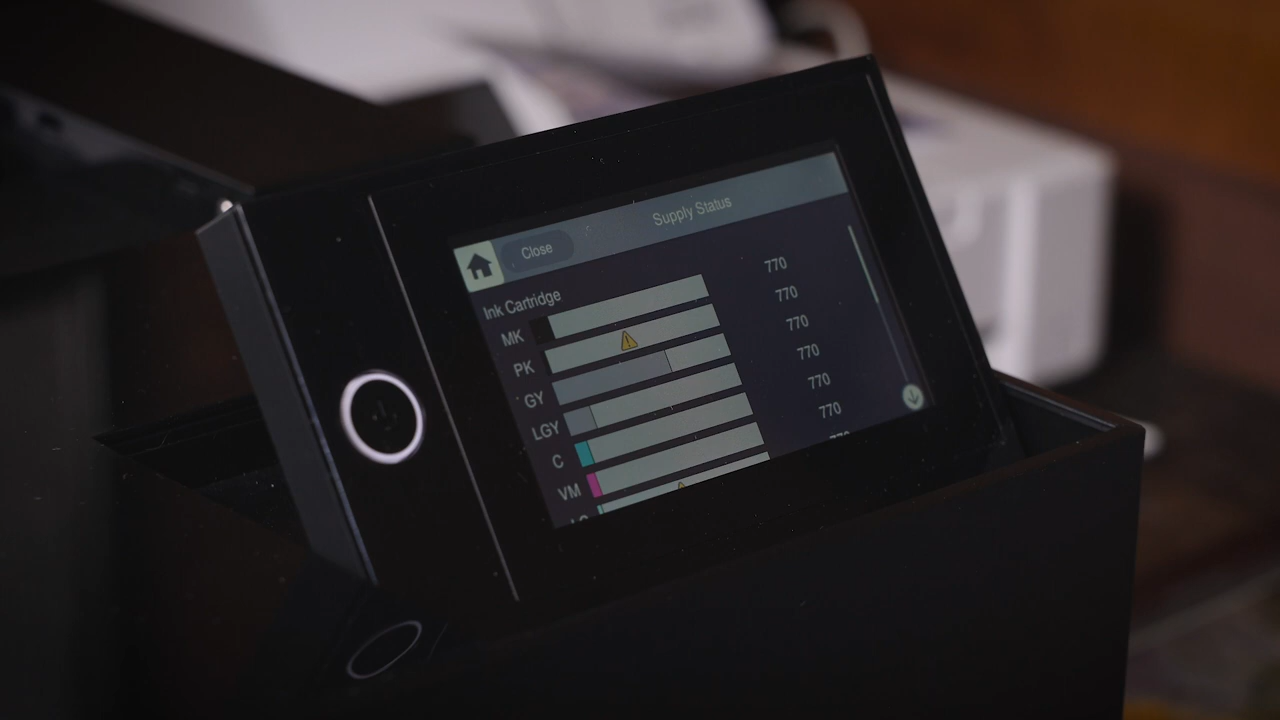 Close Supply Status
Ink Cartridge
MK 770
PK 770
GY 770
LGY 770
C 770
VM 770